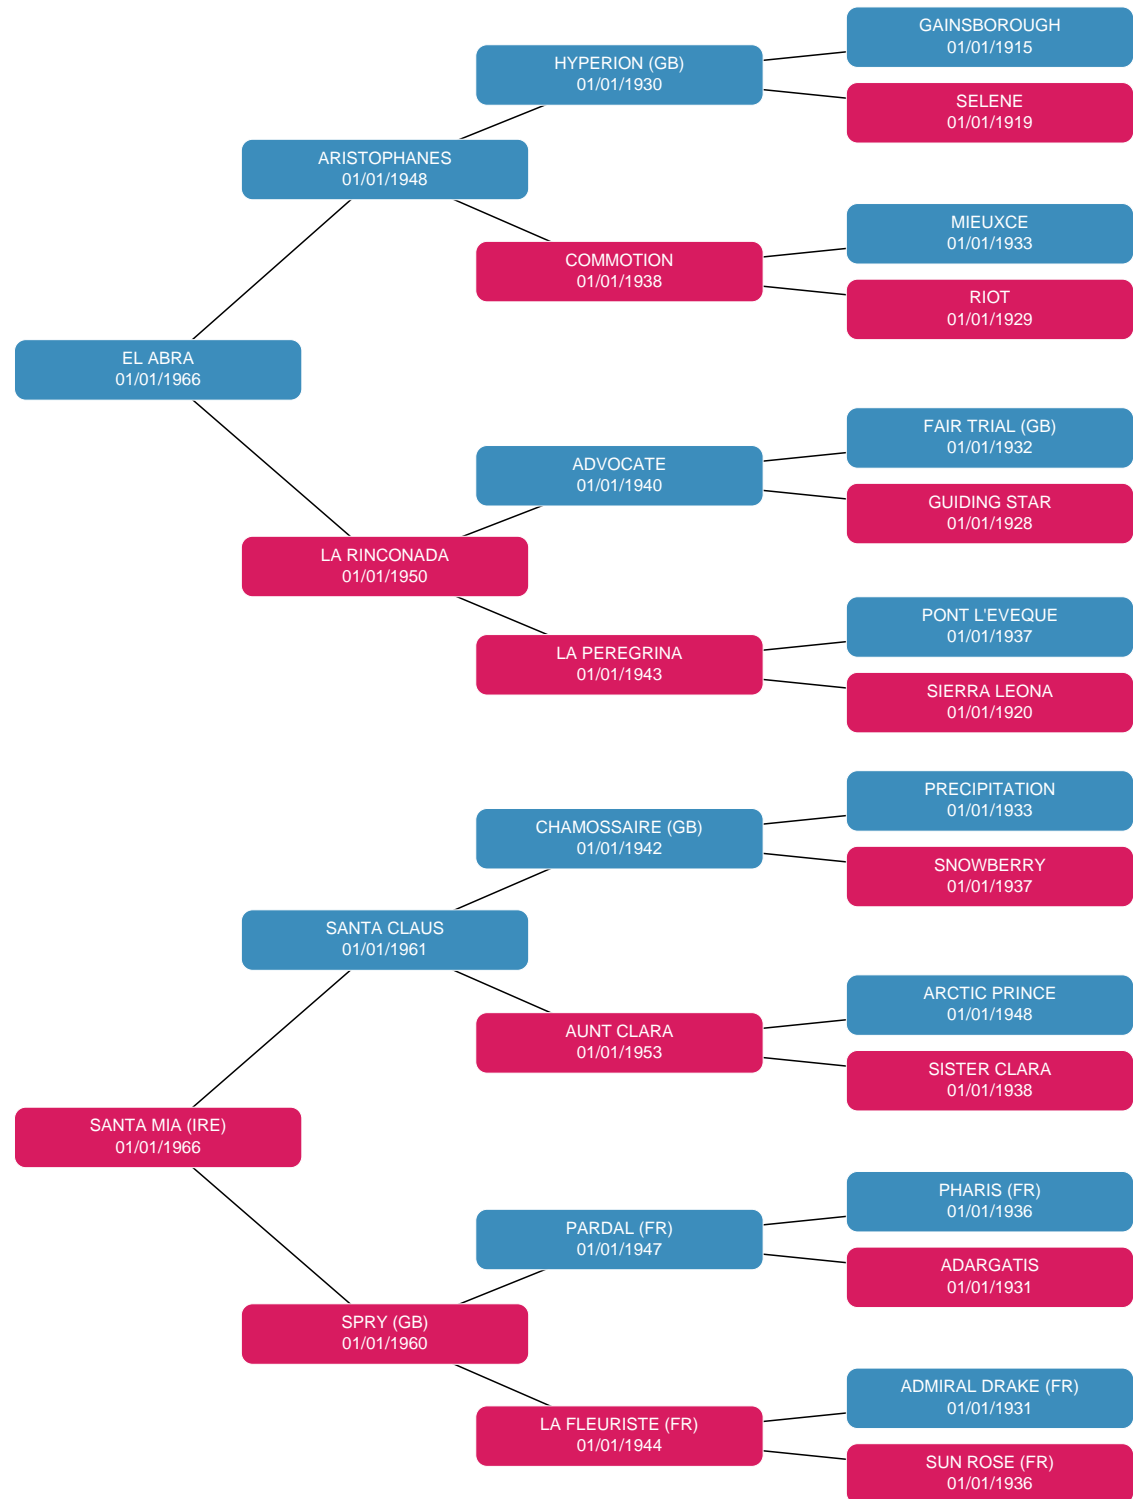 GAINSBOROUGH
01/01/1915
HYPERION (GB)
01/01/1930
SELENE
01/01/1919
ARISTOPHANES
01/01/1948
MIEUXCE
01/01/1933
COMMOTION
01/01/1938
RIOT
01/01/1929
EL ABRA
01/01/1966
FAIR TRIAL (GB)
01/01/1932
ADVOCATE
01/01/1940
GUIDING STAR
01/01/1928
LA RINCONADA
01/01/1950
PONT L'EVEQUE
01/01/1937
LA PEREGRINA
01/01/1943
SIERRA LEONA
01/01/1920
PRECIPITATION
01/01/1933
CHAMOSSAIRE (GB)
01/01/1942
SNOWBERRY
01/01/1937
SANTA CLAUS
01/01/1961
ARCTIC PRINCE
01/01/1948
AUNT CLARA
01/01/1953
SISTER CLARA
01/01/1938
SANTA MIA (IRE)
01/01/1966
PHARIS (FR)
01/01/1936
PARDAL (FR)
01/01/1947
ADARGATIS
01/01/1931
SPRY (GB)
01/01/1960
ADMIRAL DRAKE (FR)
01/01/1931
LA FLEURISTE (FR)
01/01/1944
SUN ROSE (FR)
01/01/1936